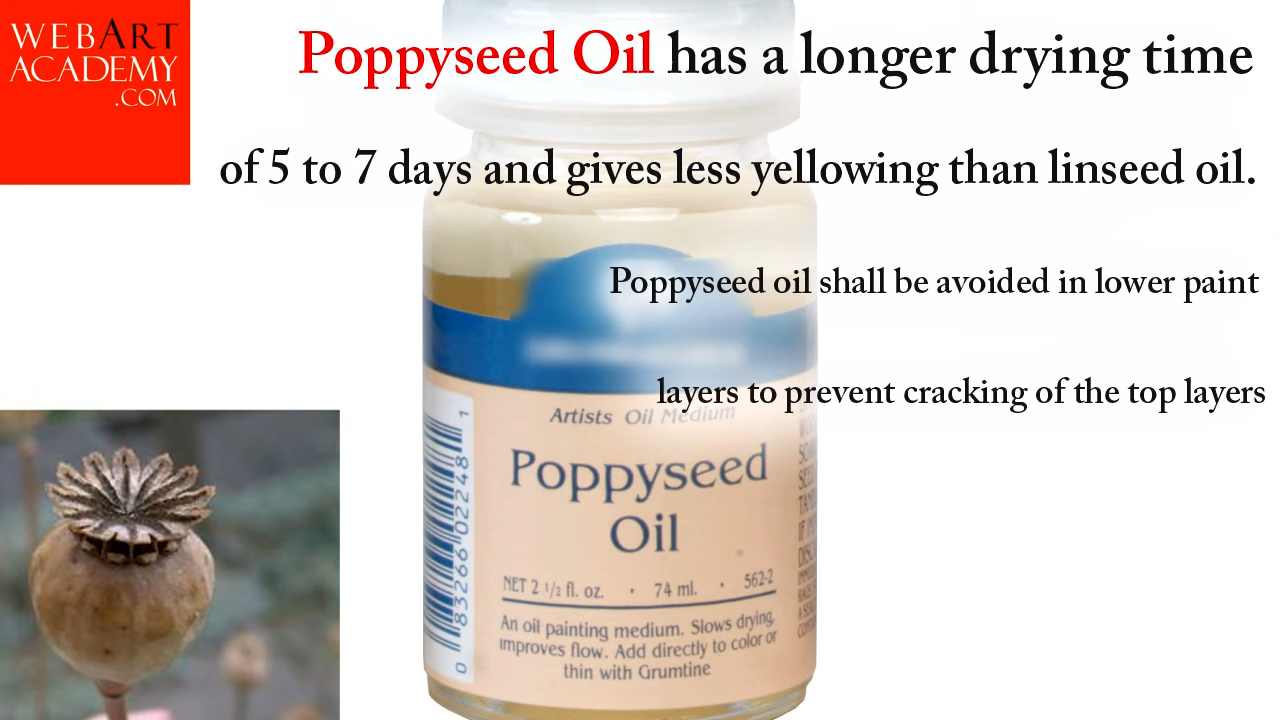 WEBART
ACADEMY
.COM
Poppyseed Oil has a longer drying time
of 5 to 7 days and gives less yellowing than linseed oil.
Poppyseed oil shall be avoided in lower paint
layers to prevent cracking of the top layers
Artists Oil Medium
Poppyseed
Oil
NET 2 1/2 fl. oz. · 74 ml. · 562-2
An oil painting medium. Slows drying,
improves flow. Add directly to color or
thin with Grumtine
0 83266 02248 1